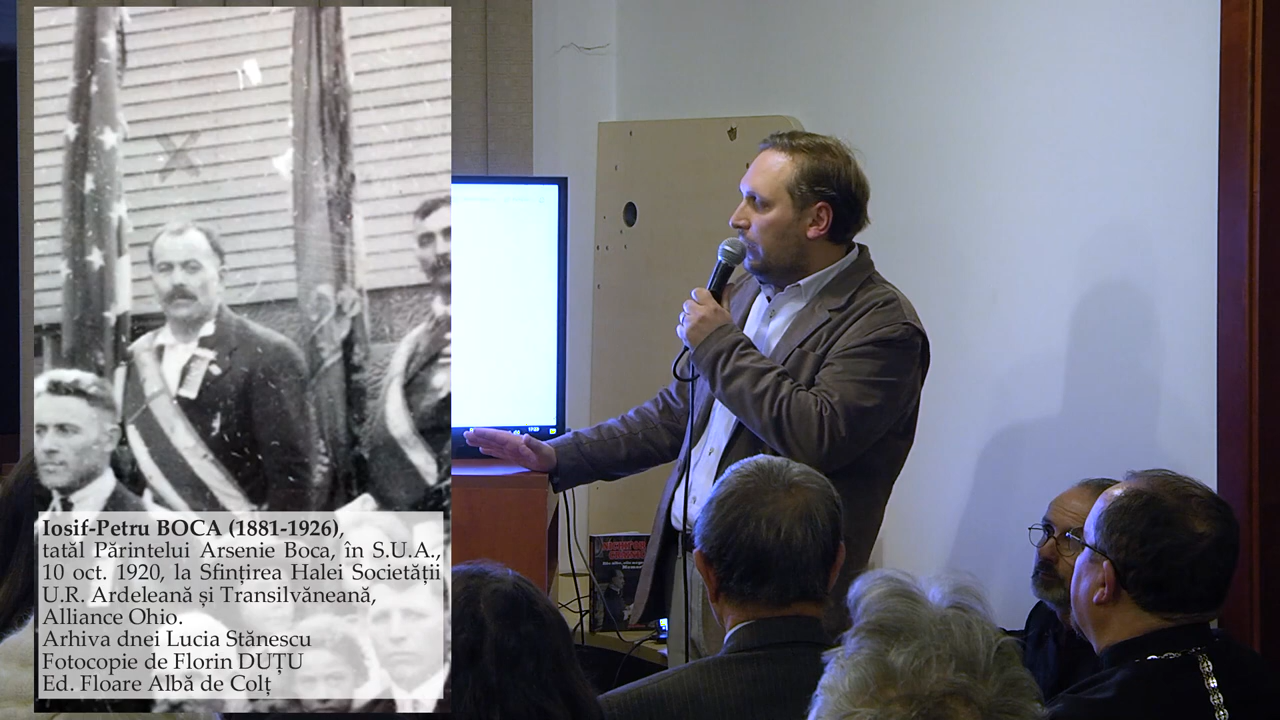 Iosif-Petru BOCA (1881-1926),
tatăl Părintelui Arsenie Boca, în S.U.A.,
10 oct. 1920, la Sfințirea Halei Societății
U.R. Ardeleană și Transilvăneană,
Alliance Ohio.
Arhiva dnei Lucia Stănescu
Fotocopie de Florin DUȚU
Ed. Floare Albă de Colț